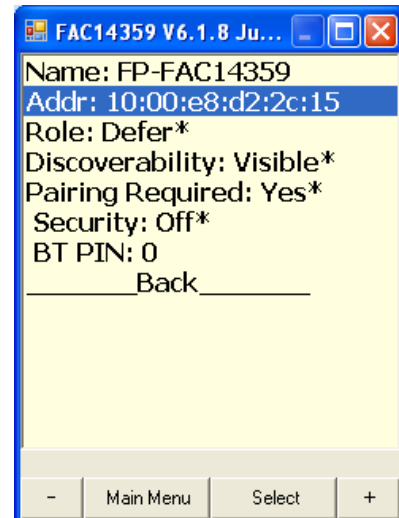 FAC14359 V6.1.8 Ju...
Name: FP-FAC14359
Addr: 10:00:e8:d2:2c:15
Role: Defer*
Discoverability: Visible*
Pairing Required: Yes*
Security: Off*
BT PIN: 0
________Back________
- Main Menu Select +